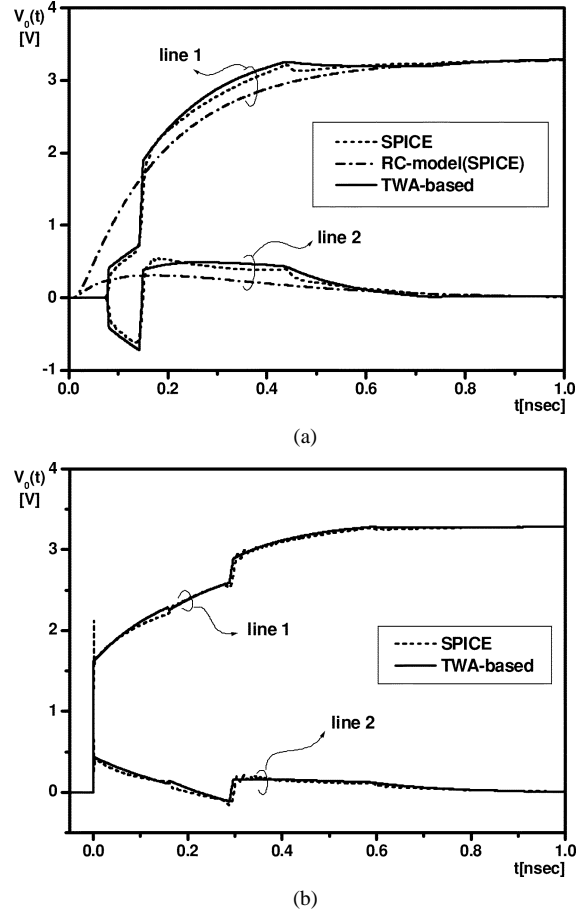 V₀(t)
[V]
4
3
2
1
0
-1
line 1
SPICE
RC-model(SPICE)
TWA-based
line 2
0.0
0.2
0.4
0.6
0.8
1.0
t[nsec]
(a)
V₀(t)
[V]
4
3
2
1
0
line 1
SPICE
TWA-based
line 2
0.0
0.2
0.4
0.6
0.8
1.0
t[nsec]
(b)